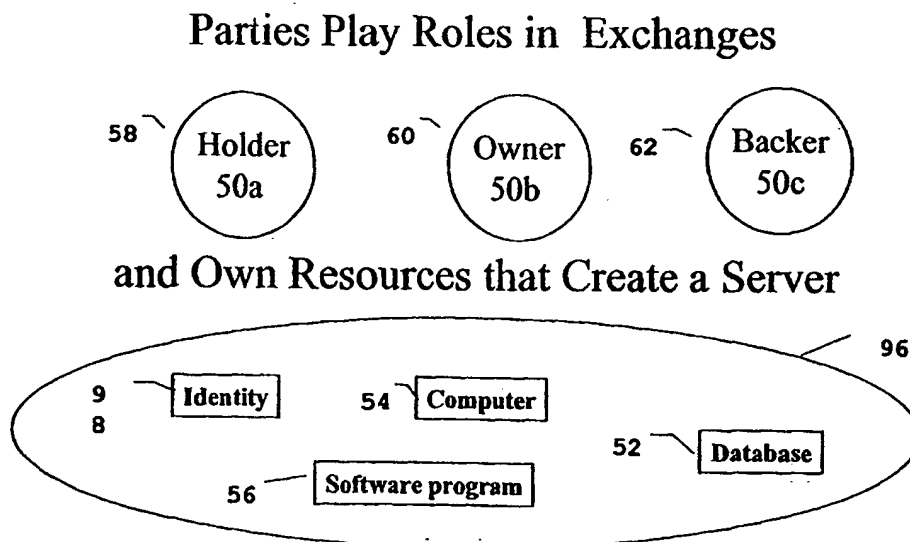 Parties Play Roles in Exchanges
58 Holder 60 Owner 62 Backer
50a 50b 50c
and Own Resources that Create a Server
96
9 Identity 54 Computer
8
52 Database
56 Software program